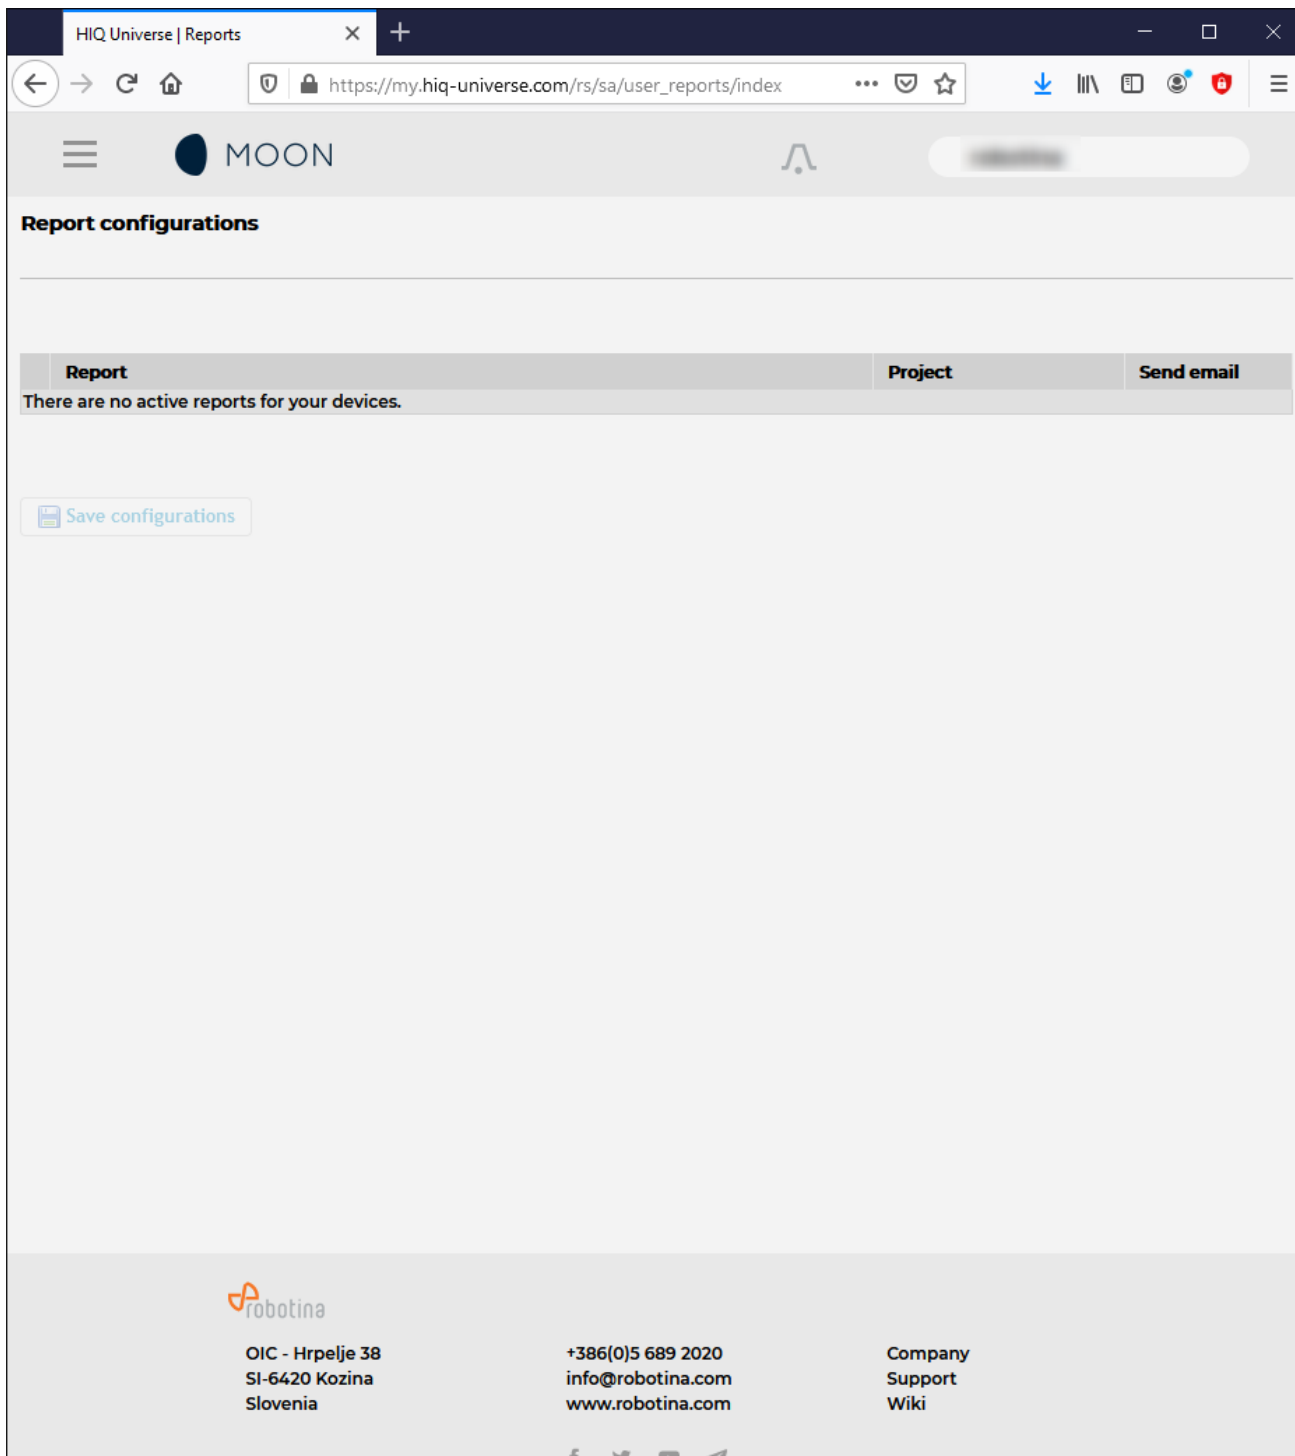 HIQ Universe | Reports
https://my.hiq-universe.com/rs/sa/user_reports/index
MOON
Report configurations
Report Project Send email
There are no active reports for your devices.
Save configurations
robotina
OIC - Hrpelje 38
SI-6420 Kozina
Slovenia
+386(0)5 689 2020
info@robotina.com
www.robotina.com
Company
Support
Wiki